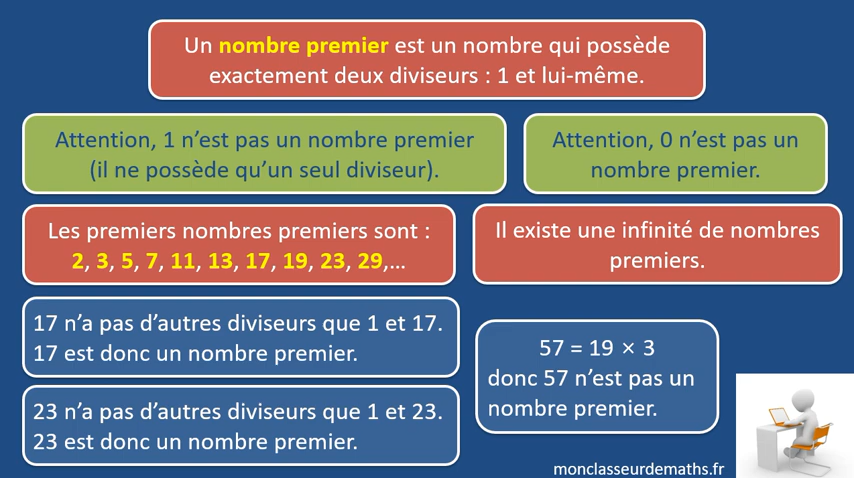 Un nombre premier est un nombre qui possède
exactement deux diviseurs : 1 et lui-même.
Attention, 1 n’est pas un nombre premier
(il ne possède qu’un seul diviseur).
Attention, 0 n’est pas un
nombre premier.
Les premiers nombres premiers sont :
2, 3, 5, 7, 11, 13, 17, 19, 23, 29,…
Il existe une infinité de nombres
premiers.
17 n’a pas d’autres diviseurs que 1 et 17.
17 est donc un nombre premier.
57 = 19 × 3
donc 57 n’est pas un
nombre premier.
23 n’a pas d’autres diviseurs que 1 et 23.
23 est donc un nombre premier.
monclasseurdemaths.fr